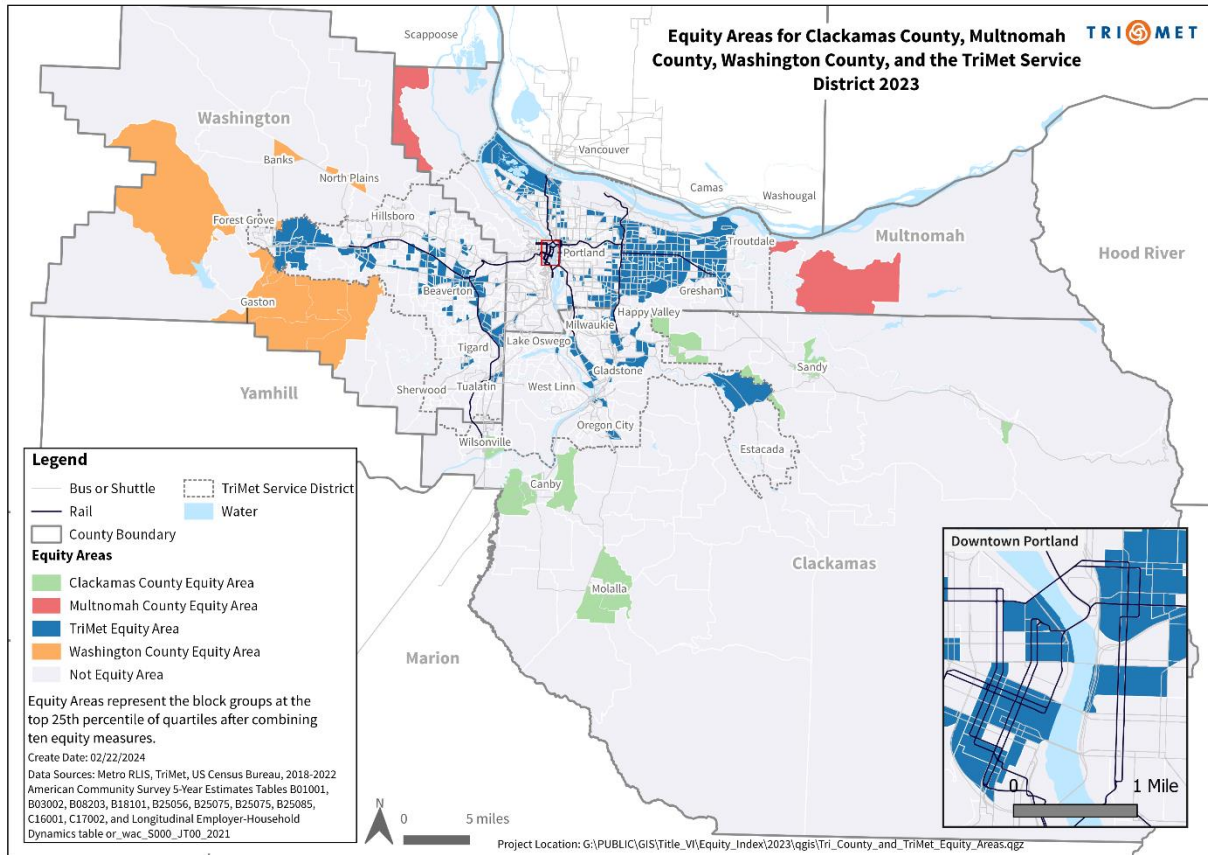 Equity Areas for Clackamas County, Multnomah
County, Washington County, and the TriMet Service
District 2023
TRIMET
Scappoose
Washington
Banks
North Plains
Vancouver
Camas
Washougal
Forest Grove
Hillsboro
Portland
Troutdale
Multnomah
Hood River
Beaverton
Gresham
Gaston
Happy Valley
Milwaukie
Lake Oswego
Tigard
Gladstone
Sandy
Sherwood
Tualatin
West Linn
Yamhill
Oregon City
Wilsonville
Estacada
Canby
Clackamas
Molalla
Marion
Legend
Bus or Shuttle
TriMet Service District
Rail
Water
County Boundary
Equity Areas
Clackamas County Equity Area
Multnomah County Equity Area
TriMet Equity Area
Washington County Equity Area
Not Equity Area
Equity Areas represent the block groups at the
top 25th percentile of quartiles after combining
ten equity measures.
Create Date: 02/22/2024
Data Sources: Metro RLIS, TriMet, US Census Bureau, 2018-2022
American Community Survey 5-Year Estimates Tables B01001,
B03002, B08203, B18101, B25056, B25075, B25075, B25085,
C16001, C17002, and Longitudinal Employer-Household
Dynamics table or_wac_S000_JT00_2021
N
0 5 miles
Downtown Portland
0 1 Mile
Project Location: G:\PUBLIC\GIS\Title_VI\Equity_Index\2023\qgis\Tri_County_and_TriMet_Equity_Areas.qgz